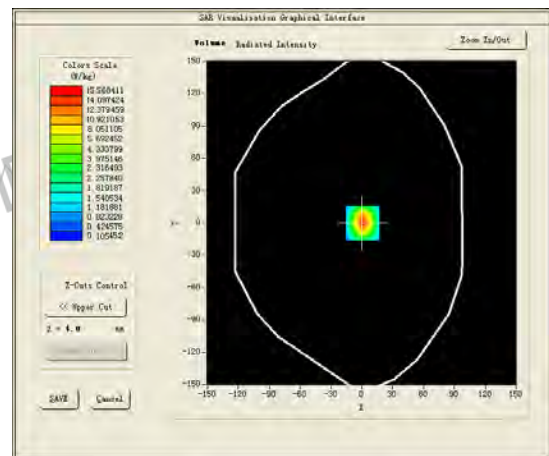 SAR Visualisation Graphical Interface
Volume Radiated Intensity
Zoom In/Out
Colors Scale
(W/kg)
15.568411
14.097424
12.379459
10.921053
8.051105
5.692452
4.330799
3.975146
2.316493
2.257840
1.819187
1.540534
1.181881
0.823228
0.424575
0.105452
150
120
90
60
30
0
-30
-60
-90
-120
-150
Y
-150 -120 -90 -60 -30 0 30 60 90 120 150
X
Z-Cuts Control
<< Upper Cut
Z = 4.0 mm
SAVE Cancel